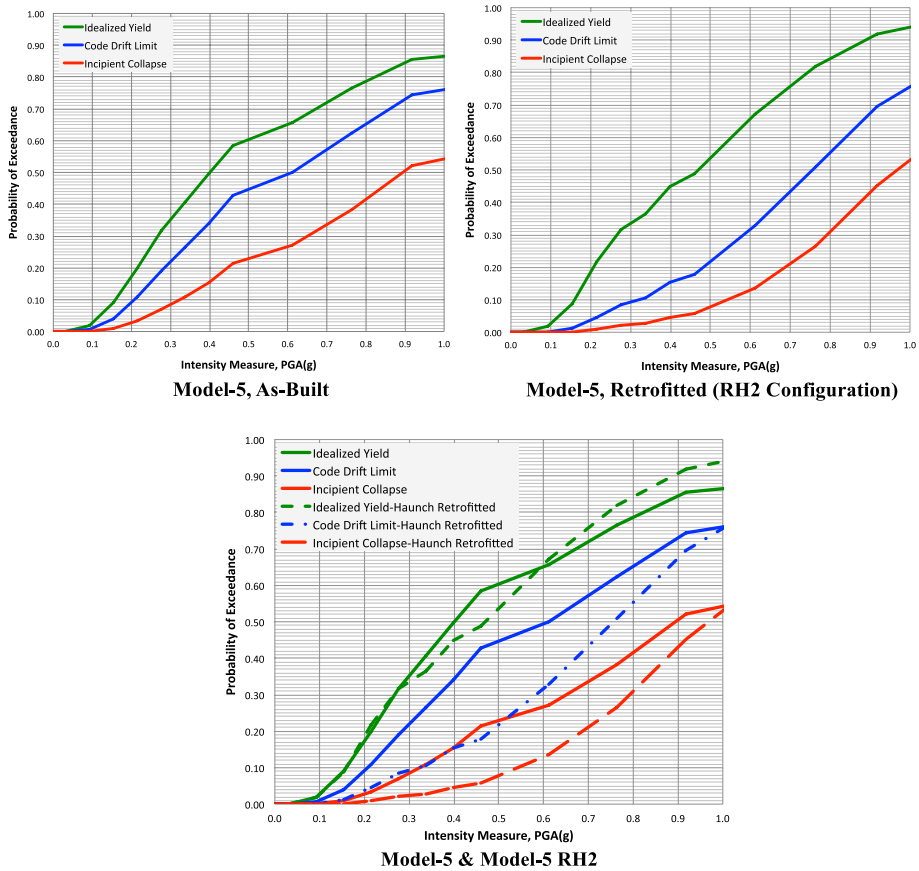 Idealized Yield
Code Drift Limit
Incipient Collapse
Probability of Exceedance
1.00
0.90
0.80
0.70
0.60
0.50
0.40
0.30
0.20
0.10
0.00
0.0 0.1 0.2 0.3 0.4 0.5 0.6 0.7 0.8 0.9 1.0
Intensity Measure, PGA(g)
Model-5, As-Built
Idealized Yield
Code Drift Limit
Incipient Collapse
Probability of Exceedance
1.00
0.90
0.80
0.70
0.60
0.50
0.40
0.30
0.20
0.10
0.00
0.0 0.1 0.2 0.3 0.4 0.5 0.6 0.7 0.8 0.9 1.0
Intensity Measure, PGA(g)
Model-5, Retrofitted (RH2 Configuration)
Idealized Yield
Code Drift Limit
Incipient Collapse
Idealized Yield-Haunch Retrofitted
Code Drift Limit-Haunch Retrofitted
Incipient Collapse-Haunch Retrofitted
Probability of Exceedance
1.00
0.90
0.80
0.70
0.60
0.50
0.40
0.30
0.20
0.10
0.00
0.0 0.1 0.2 0.3 0.4 0.5 0.6 0.7 0.8 0.9 1.0
Intensity Measure, PGA(g)
Model-5 & Model-5 RH2